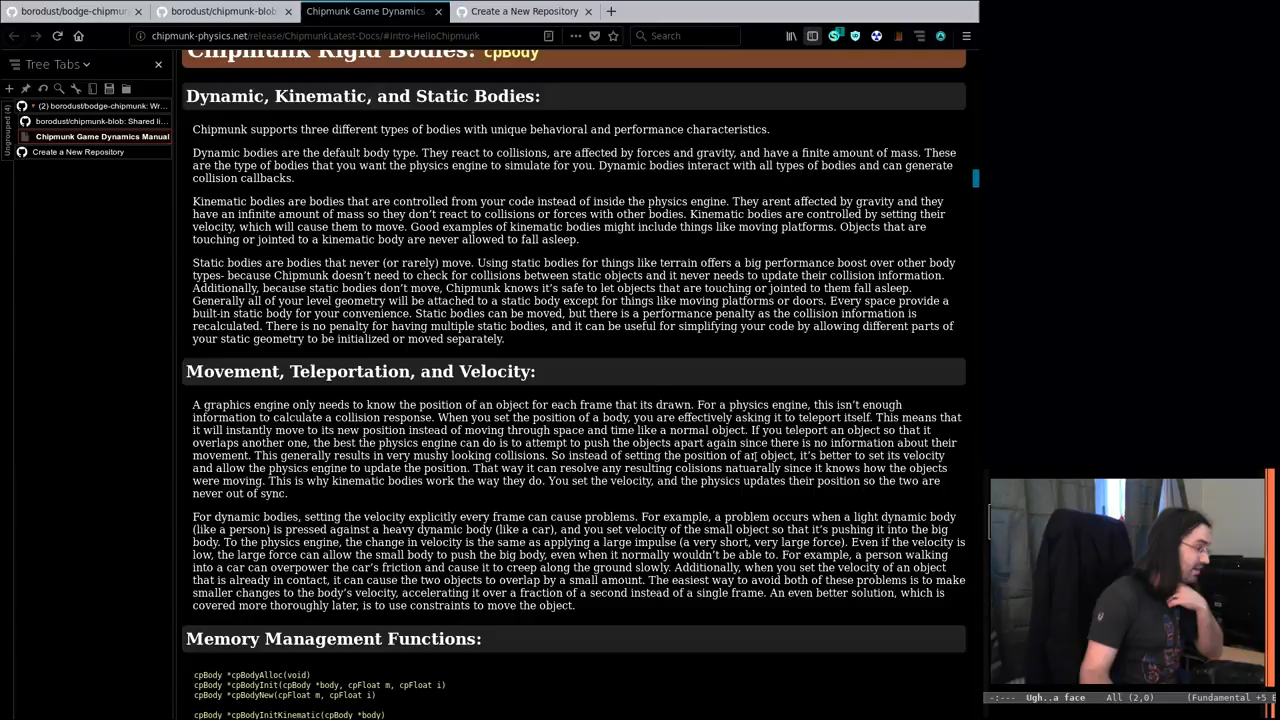 borodust/bodge-chipmun
borodust/chipmunk-blob
Chipmunk Game Dynamics
Create a New Repository
chipmunk-physics.net/release/ChipmunkLatest-Docs/#Intro-HelloChipmunk
Search
Tree Tabs
Ungrouped (4)
(2) borodust/bodge-chipmunk: Wr...
borodust/chipmunk-blob: Shared li...
Chipmunk Game Dynamics Manual
Create a New Repository
Chipmunk Rigid Bodies: cpBody
Dynamic, Kinematic, and Static Bodies:
Chipmunk supports three different types of bodies with unique behavioral and performance characteristics.
Dynamic bodies are the default body type. They react to collisions, are affected by forces and gravity, and have a finite amount of mass. These
are the type of bodies that you want the physics engine to simulate for you. Dynamic bodies interact with all types of bodies and can generate
collision callbacks.
Kinematic bodies are bodies that are controlled from your code instead of inside the physics engine. They arent affected by gravity and they
have an infinite amount of mass so they don't react to collisions or forces with other bodies. Kinematic bodies are controlled by setting their
velocity, which will cause them to move. Good examples of kinematic bodies might include things like moving platforms. Objects that are
touching or jointed to a kinematic body are never allowed to fall asleep.
Static bodies are bodies that never (or rarely) move. Using static bodies for things like terrain offers a big performance boost over other body
types- because Chipmunk doesn't need to check for collisions between static objects and it never needs to update their collision information.
Additionally, because static bodies don't move, Chipmunk knows it's safe to let objects that are touching or jointed to them fall asleep.
Generally all of your level geometry will be attached to a static body except for things like moving platforms or doors. Every space provide a
built-in static body for your convenience. Static bodies can be moved, but there is a performance penalty as the collision information is
recalculated. There is no penalty for having multiple static bodies, and it can be useful for simplifying your code by allowing different parts of
your static geometry to be initialized or moved separately.
Movement, Teleportation, and Velocity:
A graphics engine only needs to know the position of an object for each frame that its drawn. For a physics engine, this isn't enough
information to calculate a collision response. When you set the position of a body, you are effectively asking it to teleport itself. This means that
it will instantly move to its new position instead of moving through space and time like a normal object. If you teleport an object so that it
overlaps another one, the best the physics engine can do is to attempt to push the objects apart again since there is no information about their
movement. This generally results in very mushy looking collisions. So instead of setting the position of an object, it's better to set its velocity
and allow the physics engine to update the position. That way it can resolve any resulting colisions natuarally since it knows how the objects
were moving. This is why kinematic bodies work the way they do. You set the velocity, and the physics updates their position so the two are
never out of sync.
For dynamic bodies, setting the velocity explicitly every frame can cause problems. For example, a problem occurs when a light dynamic body
(like a person) is pressed against a heavy dynamic body (like a car), and you set velocity of the small object so that it's pushing it into the big
body. To the physics engine, the change in velocity is the same as applying a large impulse (a very short, very large force). Even if the velocity is
low, the large force can allow the small body to push the big body, even when it normally wouldn't be able to. For example, a person walking
into a car can overpower the car's friction and cause it to creep along the ground slowly. Additionally, when you set the velocity of an object
that is already in contact, it can cause the two objects to overlap by a small amount. The easiest way to avoid both of these problems is to make
smaller changes to the body's velocity, accelerating it over a fraction of a second instead of a single frame. An even better solution, which is
covered more thoroughly later, is to use constraints to move the object.
Memory Management Functions:
cpBody *cpBodyAlloc(void)
cpBody *cpBodyInit(cpBody *body, cpFloat m, cpFloat i)
cpBody *cpBodyNew(cpFloat m, cpFloat i)
cpBody *cpBodyInitKinematic(cpBody *body)
-:--- Ugh..a face All (2,0) (Fundamental +5 E